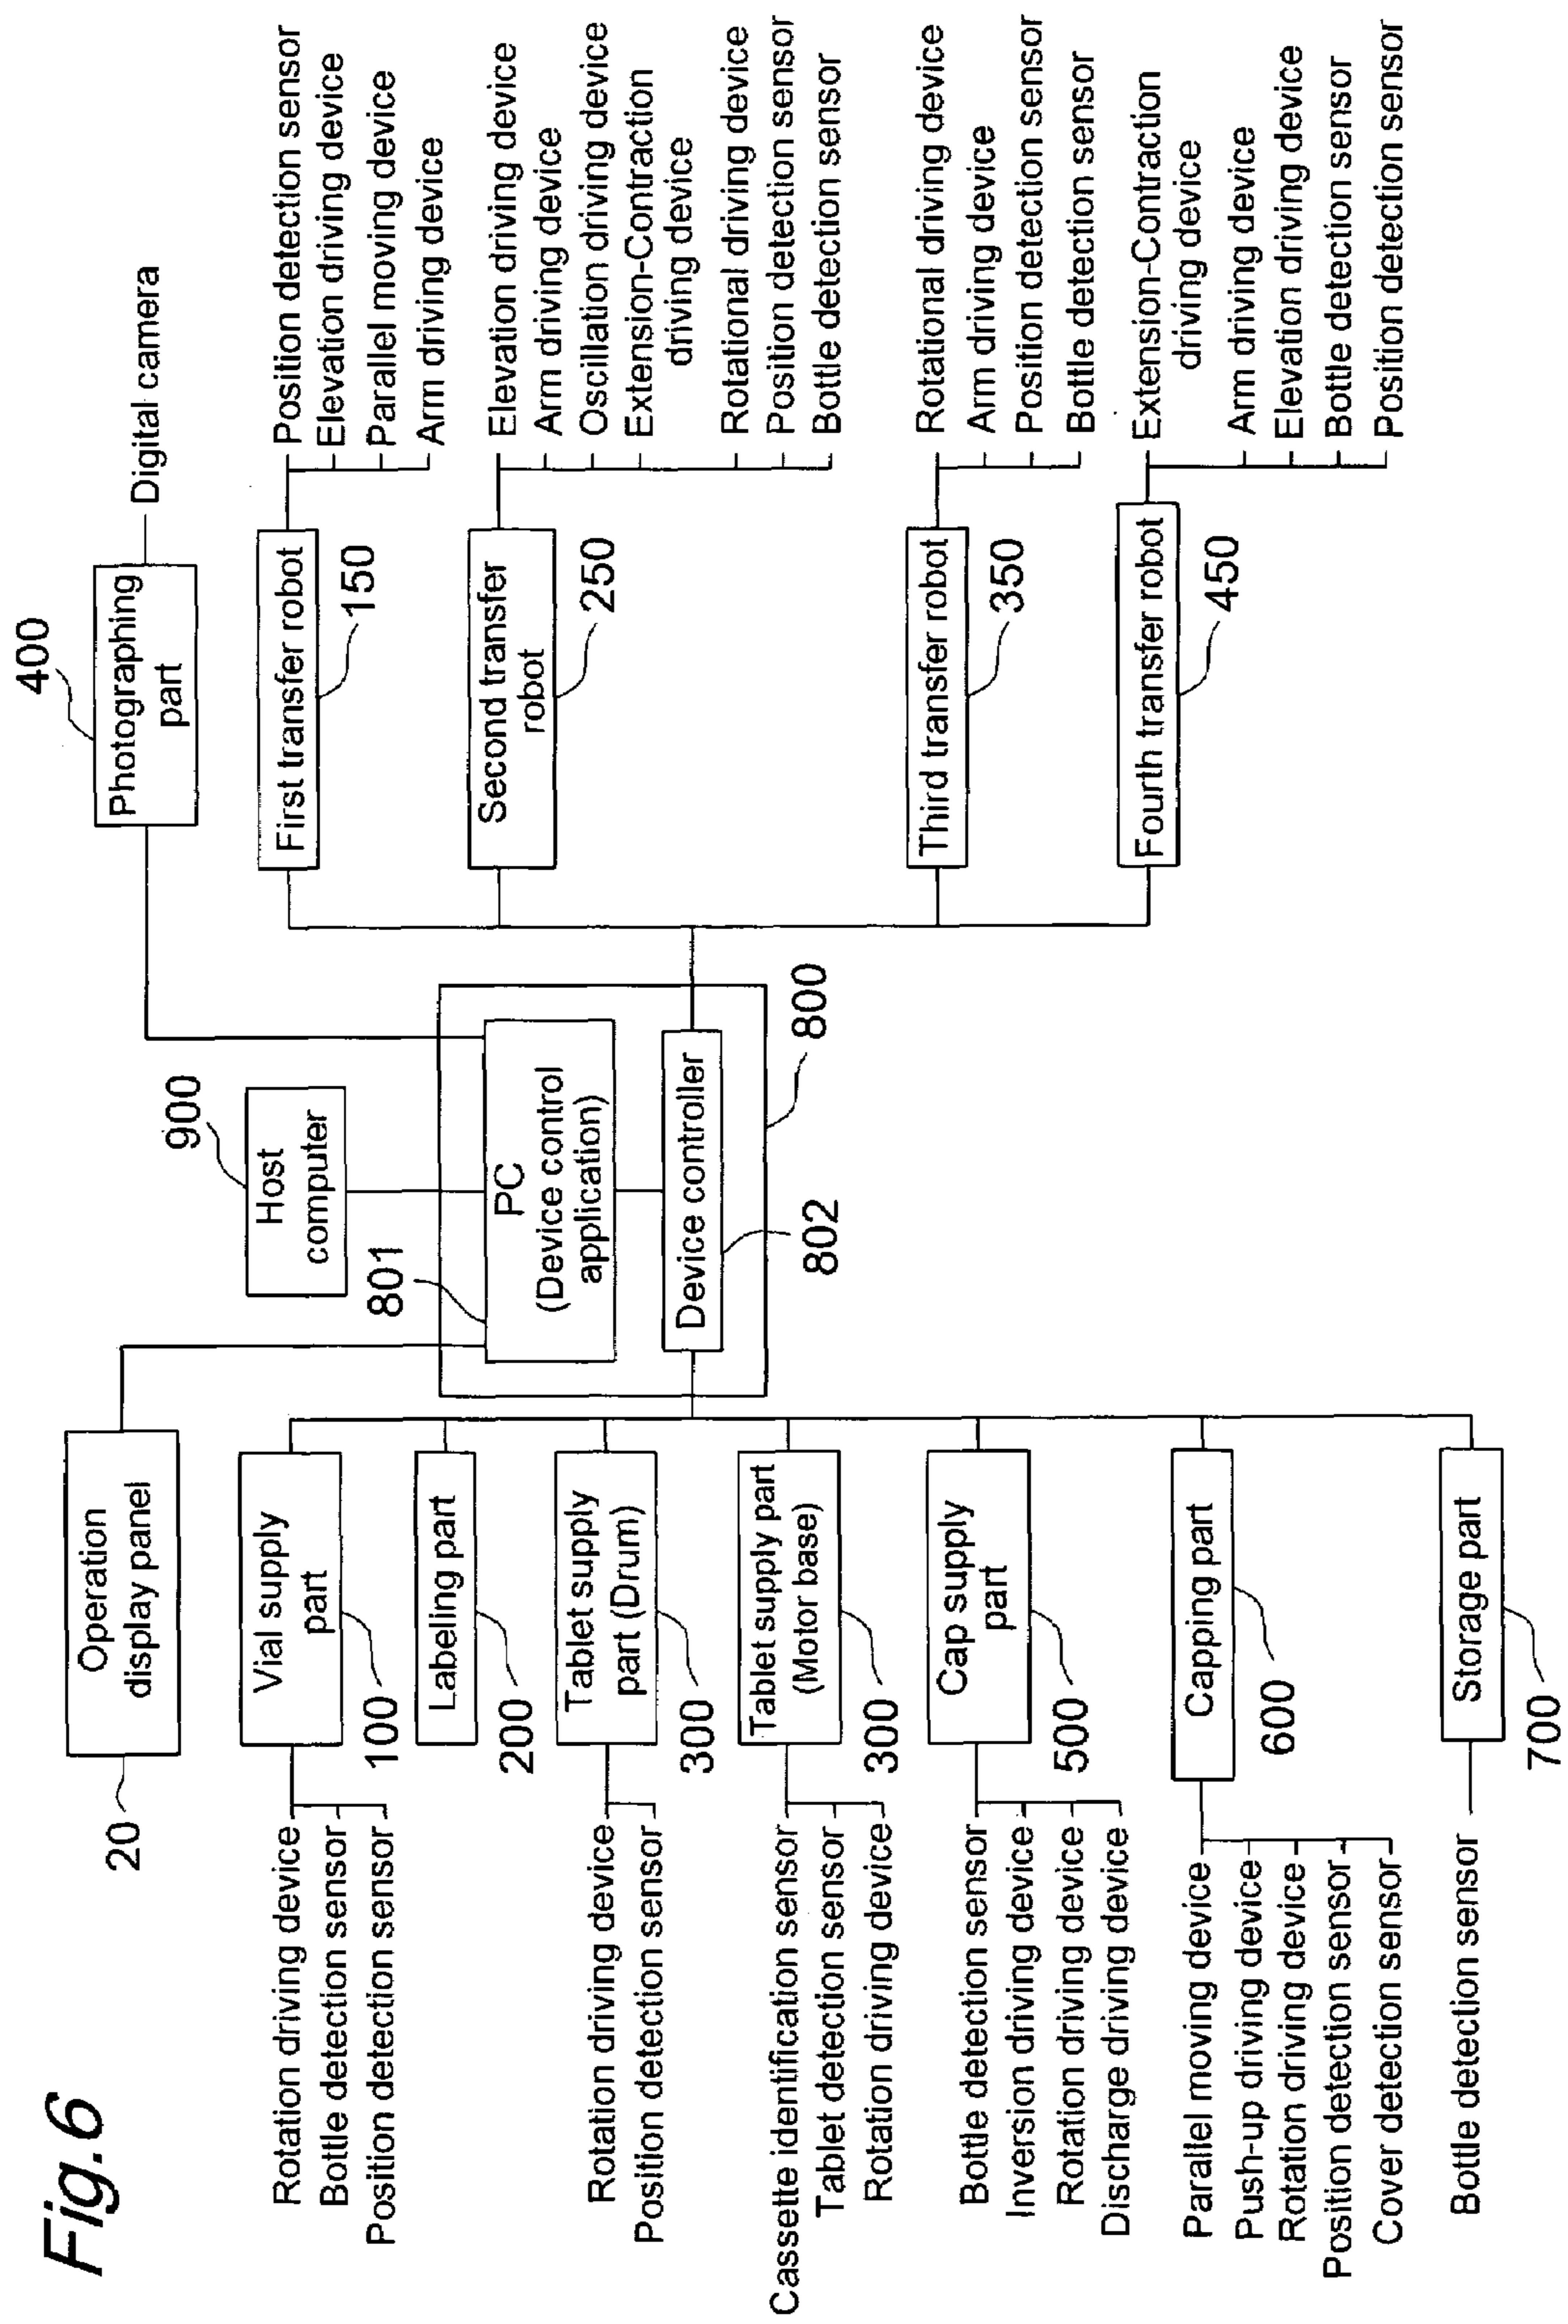 Fig.6
20
Operation
display panel
Host
computer
900
Photographing
part
400
Digital camera
801
PC
(Device control
application)
Device controller
802
800
Rotation driving device
Bottle detection sensor
Position detection sensor
Vial supply
part
100
Labeling part
200
Rotation driving device
Position detection sensor
Tablet supply
part (Drum)
300
Cassette identification sensor
Tablet detection sensor
Rotation driving device
Tablet supply part
(Motor base)
300
Bottle detection sensor
Inversion driving device
Rotation driving device
Discharge driving device
Cap supply
part
500
Parallel moving device
Push-up driving device
Rotation driving device
Position detection sensor
Cover detection sensor
Capping part
600
Bottle detection sensor
Storage part
700
First transfer robot
150
Position detection sensor
Elevation driving device
Parallel moving device
Arm driving device
Second transfer
robot
250
Elevation driving device
Arm driving device
Oscillation driving device
Extension-Contraction
driving device
Rotational driving device
Position detection sensor
Bottle detection sensor
Third transfer robot
350
Rotational driving device
Arm driving device
Position detection sensor
Bottle detection sensor
Fourth transfer robot
450
Extension-Contraction
driving device
Arm driving device
Elevation driving device
Bottle detection sensor
Position detection sensor